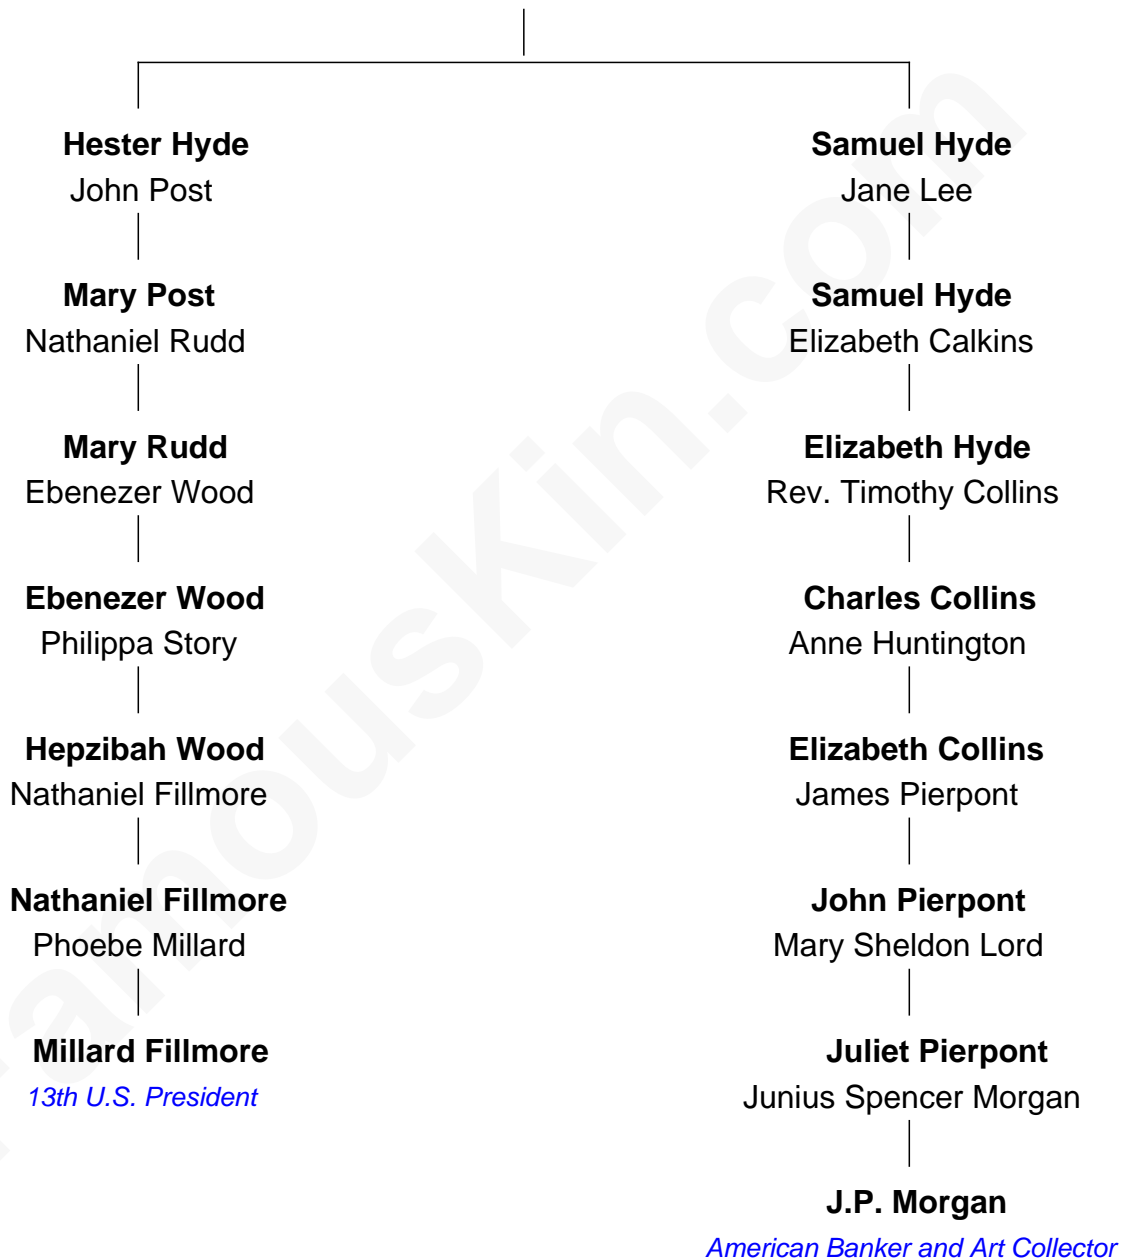 Hester Hyde
John Post
Mary Post
Nathaniel Rudd
Mary Rudd
Ebenezer Wood
Ebenezer Wood
Philippa Story
Hepzibah Wood
Nathaniel Fillmore
Nathaniel Fillmore
Phoebe Millard
Millard Fillmore
13th U.S. President
Samuel Hyde
Jane Lee
Samuel Hyde
Elizabeth Calkins
Elizabeth Hyde
Rev. Timothy Collins
Charles Collins
Anne Huntington
Elizabeth Collins
James Pierpont
John Pierpont
Mary Sheldon Lord
Juliet Pierpont
Junius Spencer Morgan
J.P. Morgan
American Banker and Art Collector
FamousKin.com